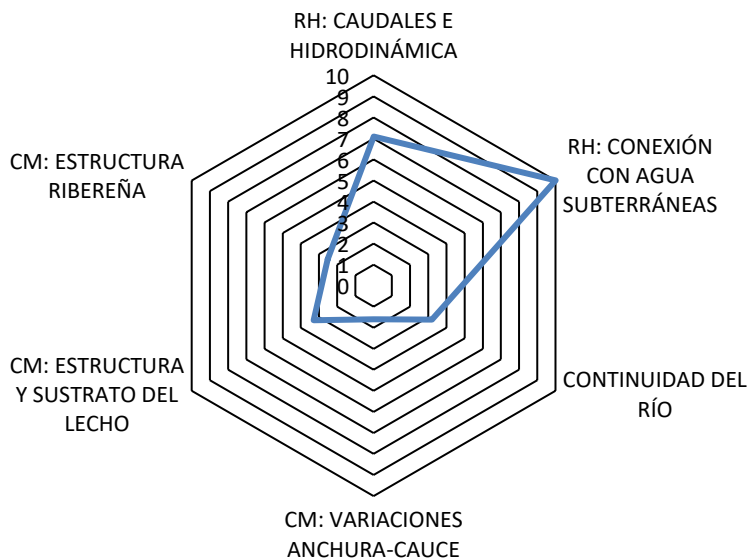 RH: CAUDALES E
HIDRODINÁMICA
10
9
8
7
6
5
4
3
2
1
0
RH: CONEXIÓN
CON AGUA
SUBTERRÁNEAS
CONTINUIDAD DEL
RÍO
CM: VARIACIONES
ANCHURA-CAUCE
CM: ESTRUCTURA
Y SUSTRATO DEL
LECHO
CM: ESTRUCTURA
RIBEREÑA